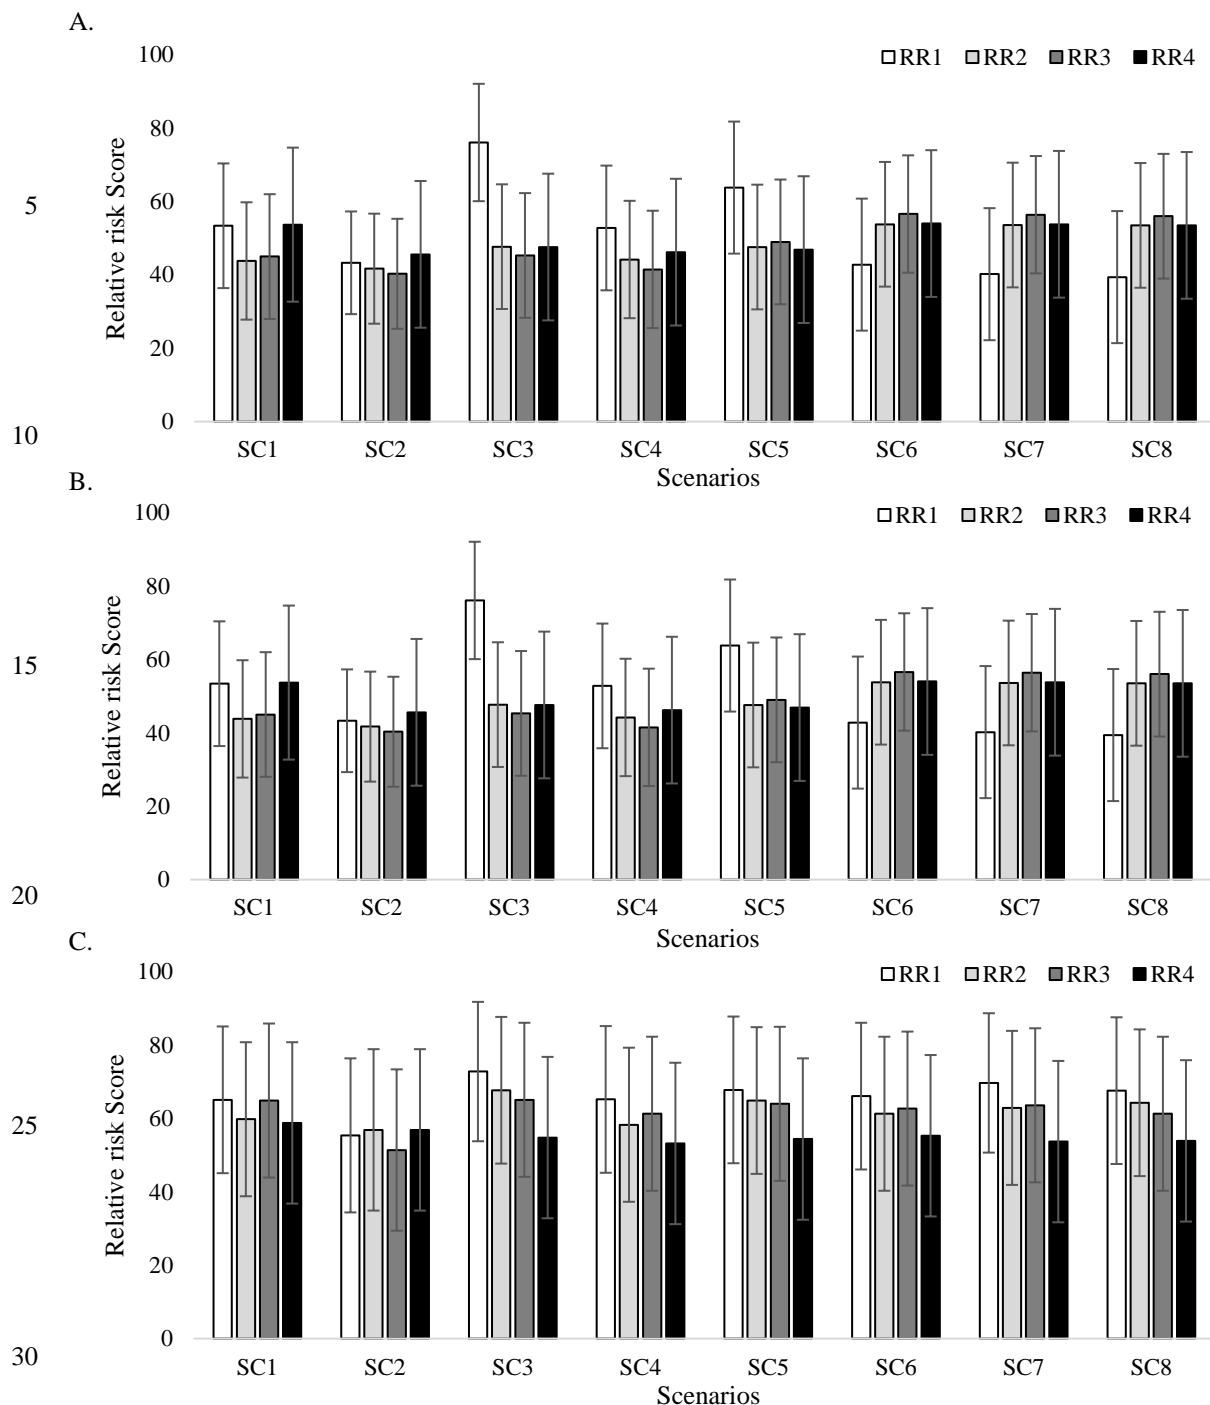 A.
100
RR1 RR2 RR3 RR4
80
60
5
40
20
0
Relative risk Score
10
SC1 SC2 SC3 SC4 SC5 SC6 SC7 SC8
Scenarios
B.
100
RR1 RR2 RR3 RR4
80
60
15
40
20
0
Relative risk Score
20
SC1 SC2 SC3 SC4 SC5 SC6 SC7 SC8
Scenarios
C.
100
RR1 RR2 RR3 RR4
80
60
25
40
20
0
Relative risk Score
30
SC1 SC2 SC3 SC4 SC5 SC6 SC7 SC8
Scenarios